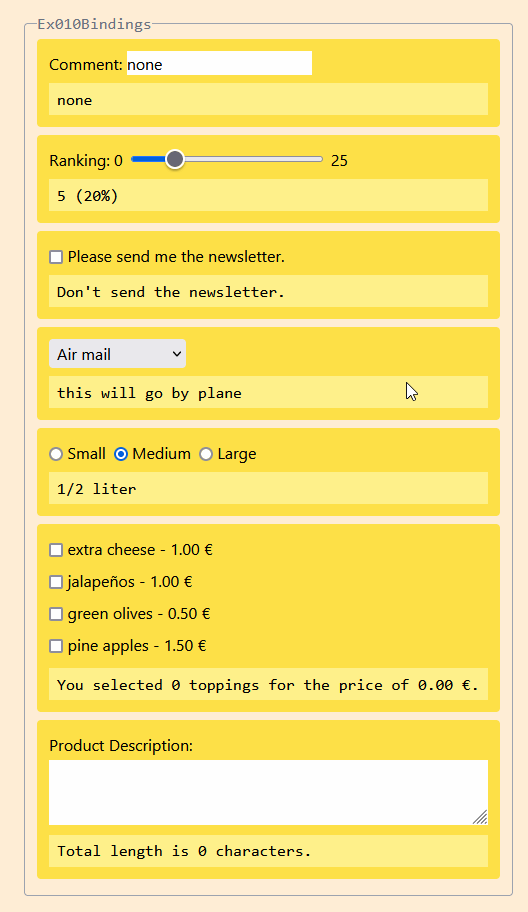 Ex010Bindings
Comment: none
none
Ranking: 0 25
5 (20%)
Please send me the newsletter.
Don't send the newsletter.
Air mail
this will go by plane
Small Medium Large
1/2 liter
extra cheese - 1.00 €
jalapeños - 1.00 €
green olives - 0.50 €
pine apples - 1.50 €
You selected 0 toppings for the price of 0.00 €.
Product Description:
Total length is 0 characters.